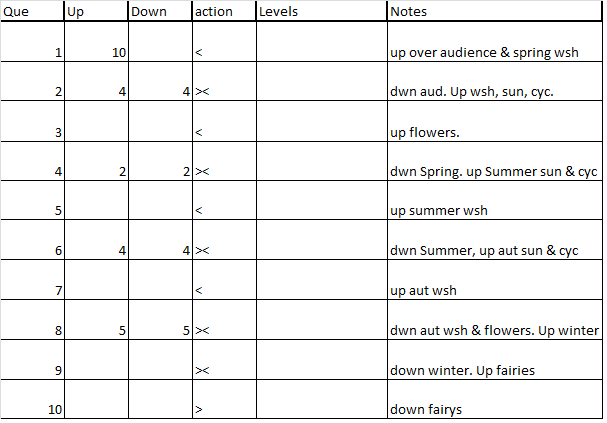 Que Up Down action Levels Notes
1 10 < up over audience & spring wsh
2 4 4 >< dwn aud. Up wsh, sun, cyc.
3 < up flowers.
4 2 2 >< dwn Spring. up Summer sun & cyc
5 < up summer wsh
6 4 4 >< dwn Summer, up aut sun & cyc
7 < up aut wsh
8 5 5 >< dwn aut wsh & flowers. Up winter
9 >< down winter. Up fairies
10 > down fairys